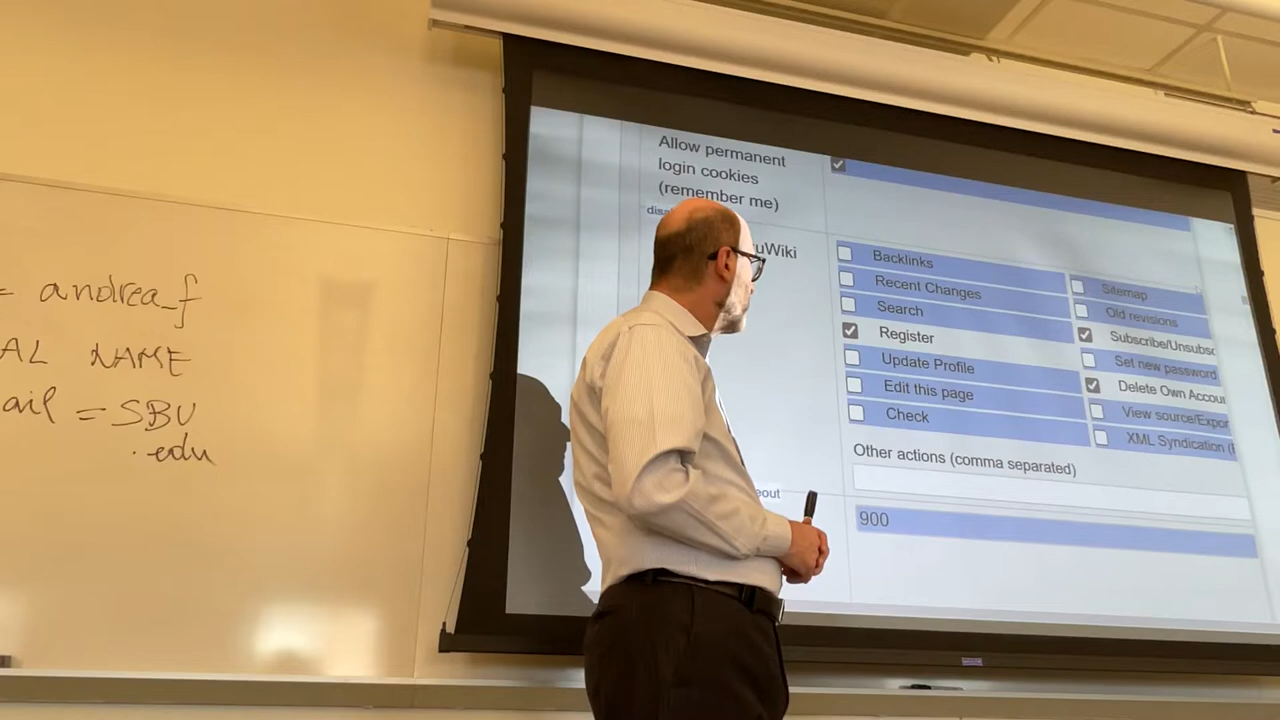 = andrea_f
AL NAME
ail = SBU
.edu
Allow permanent
login cookies
(remember me)
uWiki
Backlinks
Sitemap
Recent Changes
Old revisions
Search
Subscribe/Unsubsc
Register
Set new password
Update Profile
Delete Own Accou
Edit this page
View source/Expor
Check
XML Syndication (
Other actions (comma separated)
eout
900